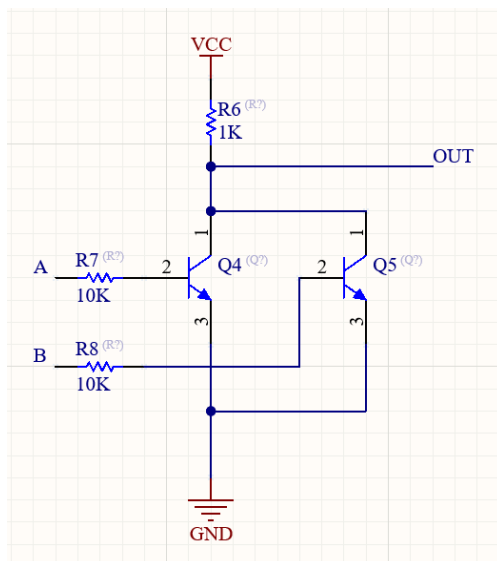 VCC
R6 (R?)
1K
OUT
1
1
A
R7 (R?)
2
Q4 (Q?)
2
Q5 (Q?)
10K
3
3
B
R8 (R?)
10K
GND